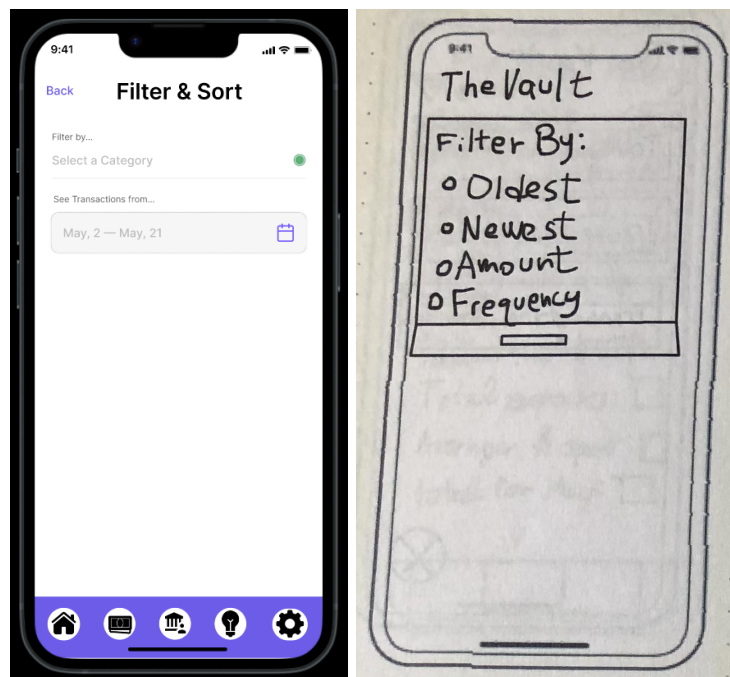 9:41
Back
Filter & Sort
Filter by...
Select a Category
See Transactions from...
May, 2 — May, 21
9:41
The Vault
Filter By:
Oldest
Newest
Amount
Frequency